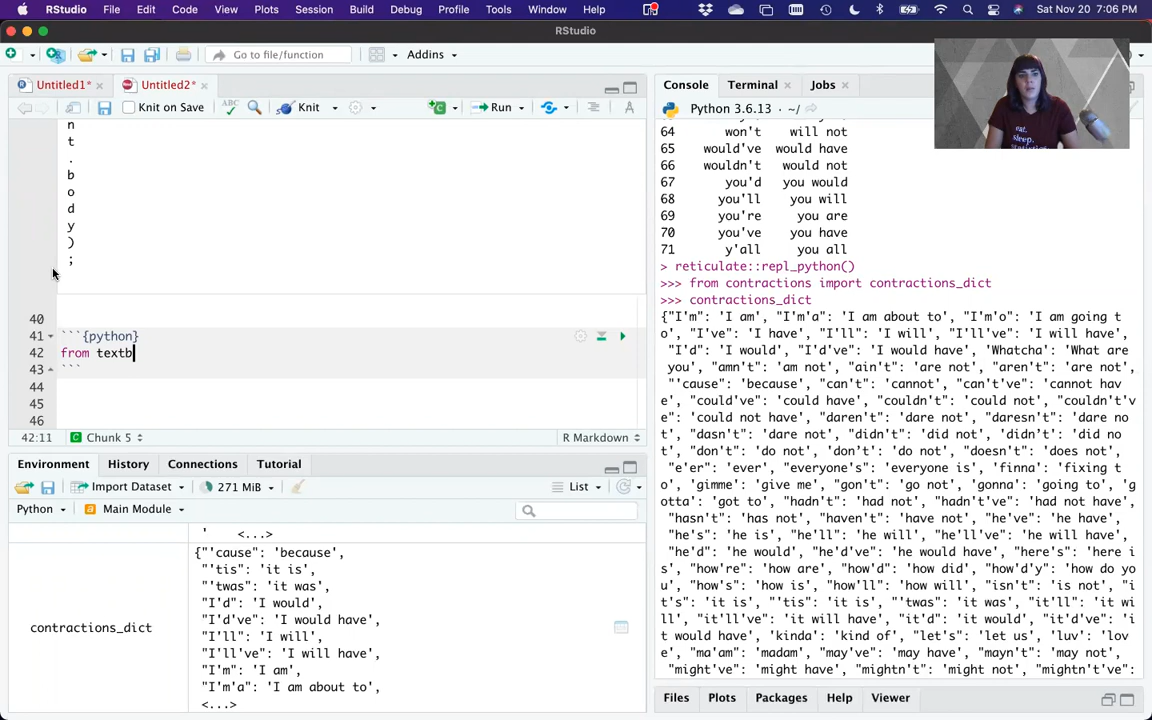 RStudio File Edit Code View Plots Session Build Debug Profile Tools Window Help Sat Nov 20 7:06 PM
RStudio
Go to file/function Addins
Untitled1* Untitled2*
Knit on Save ABC Knit Run
n
t
.
b
o
d
y
)
;
40
41 ```{python}
42 from textb
43 ```
44
45
46
42:11 Chunk 5 R Markdown
Environment History Connections Tutorial
Import Dataset 271 MiB List
Python Main Module
' <...>
contractions_dict
{"'cause": 'because',
"'tis": 'it is',
"'twas": 'it was',
"I'd": 'I would',
"I'd've": 'I would have',
"I'll": 'I will',
"I'll've": 'I will have',
"I'm": 'I am',
"I'm'a": 'I am about to',
<...>
Console Terminal Jobs
Python 3.6.13 · ~/
64 won't will not
65 would've would have
66 wouldn't would not
67 you'd you would
68 you'll you will
69 you're you are
70 you've you have
71 y'all you all
> reticulate::repl_python()
>>> from contractions import contractions_dict
>>> contractions_dict
{"I'm": 'I am', "I'm'a": 'I am about to', "I'm'o": 'I am going t
o', "I've": 'I have', "I'll": 'I will', "I'll've": 'I will have',
"I'd": 'I would', "I'd've": 'I would have', 'Whatcha': 'What are
you', "amn't": 'am not', "ain't": 'are not', "aren't": 'are not',
"'cause": 'because', "can't": 'cannot', "can't've": 'cannot hav
e', "could've": 'could have', "couldn't": 'could not', "couldn't'v
e": 'could not have', "daren't": 'dare not', "daresn't": 'dare no
t', "dasn't": 'dare not', "didn't": 'did not', 'didn't': 'did no
t', "don't": 'do not', 'don't': 'do not', "doesn't": 'does not',
"e'er": 'ever', "everyone's": 'everyone is', 'finna': 'fixing t
o', 'gimme': 'give me', "gon't": 'go not', 'gonna': 'going to', 'g
otta': 'got to', "hadn't": 'had not', "hadn't've": 'had not have',
"hasn't": 'has not', "haven't": 'have not', "he've": 'he have',
"he's": 'he is', "he'll": 'he will', "he'll've": 'he will have',
"he'd": 'he would', "he'd've": 'he would have', "here's": 'here i
s', "how're": 'how are', "how'd": 'how did', "how'd'y": 'how do yo
u', "how's": 'how is', "how'll": 'how will', "isn't": 'is not', "i
t's": 'it is', "'tis": 'it is', "'twas": 'it was', "it'll": 'it wi
ll', "it'll've": 'it will have', "it'd": 'it would', "it'd've": 'i
t would have', 'kinda': 'kind of', "let's": 'let us', 'luv': 'lov
e', "ma'am": 'madam', "may've": 'may have', "mayn't": 'may not',
"might've": 'might have', "mightn't": 'might not', "mightn't've":
Files Plots Packages Help Viewer
eat.
sleep.